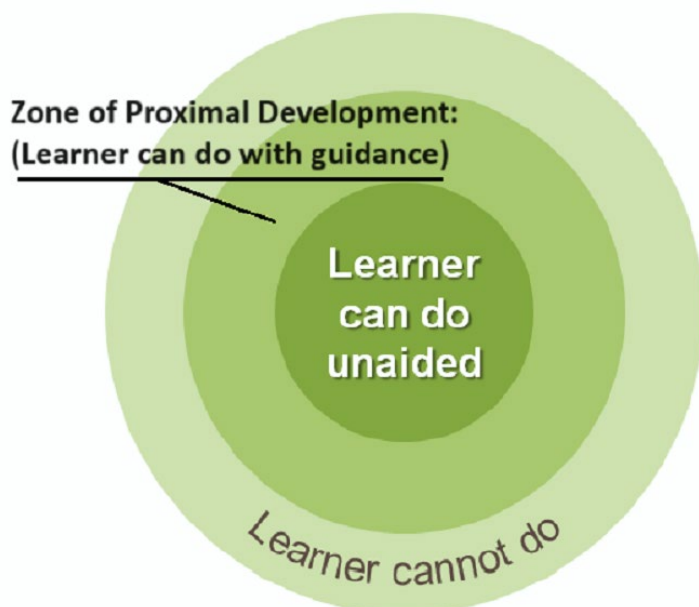 Zone of Proximal Development:
(Learner can do with guidance)
Learner
can do
unaided
Learner cannot do